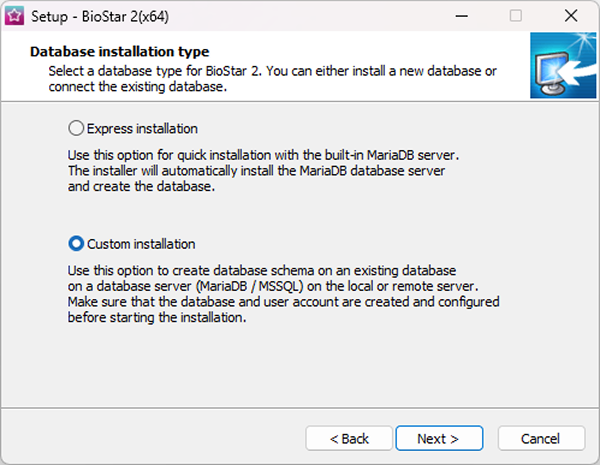 Setup - BioStar 2(x64)
Database installation type
Select a database type for BioStar 2. You can either install a new database or
connect the existing database.
Express installation
Use this option for quick installation with the built-in MariaDB server.
The installer will automatically install the MariaDB database server
and create the database.
Custom installation
Use this option to create database schema on an existing database
on a database server (MariaDB / MSSQL) on the local or remote server.
Make sure that the database and user account are created and configured
before starting the installation.
< Back Next > Cancel